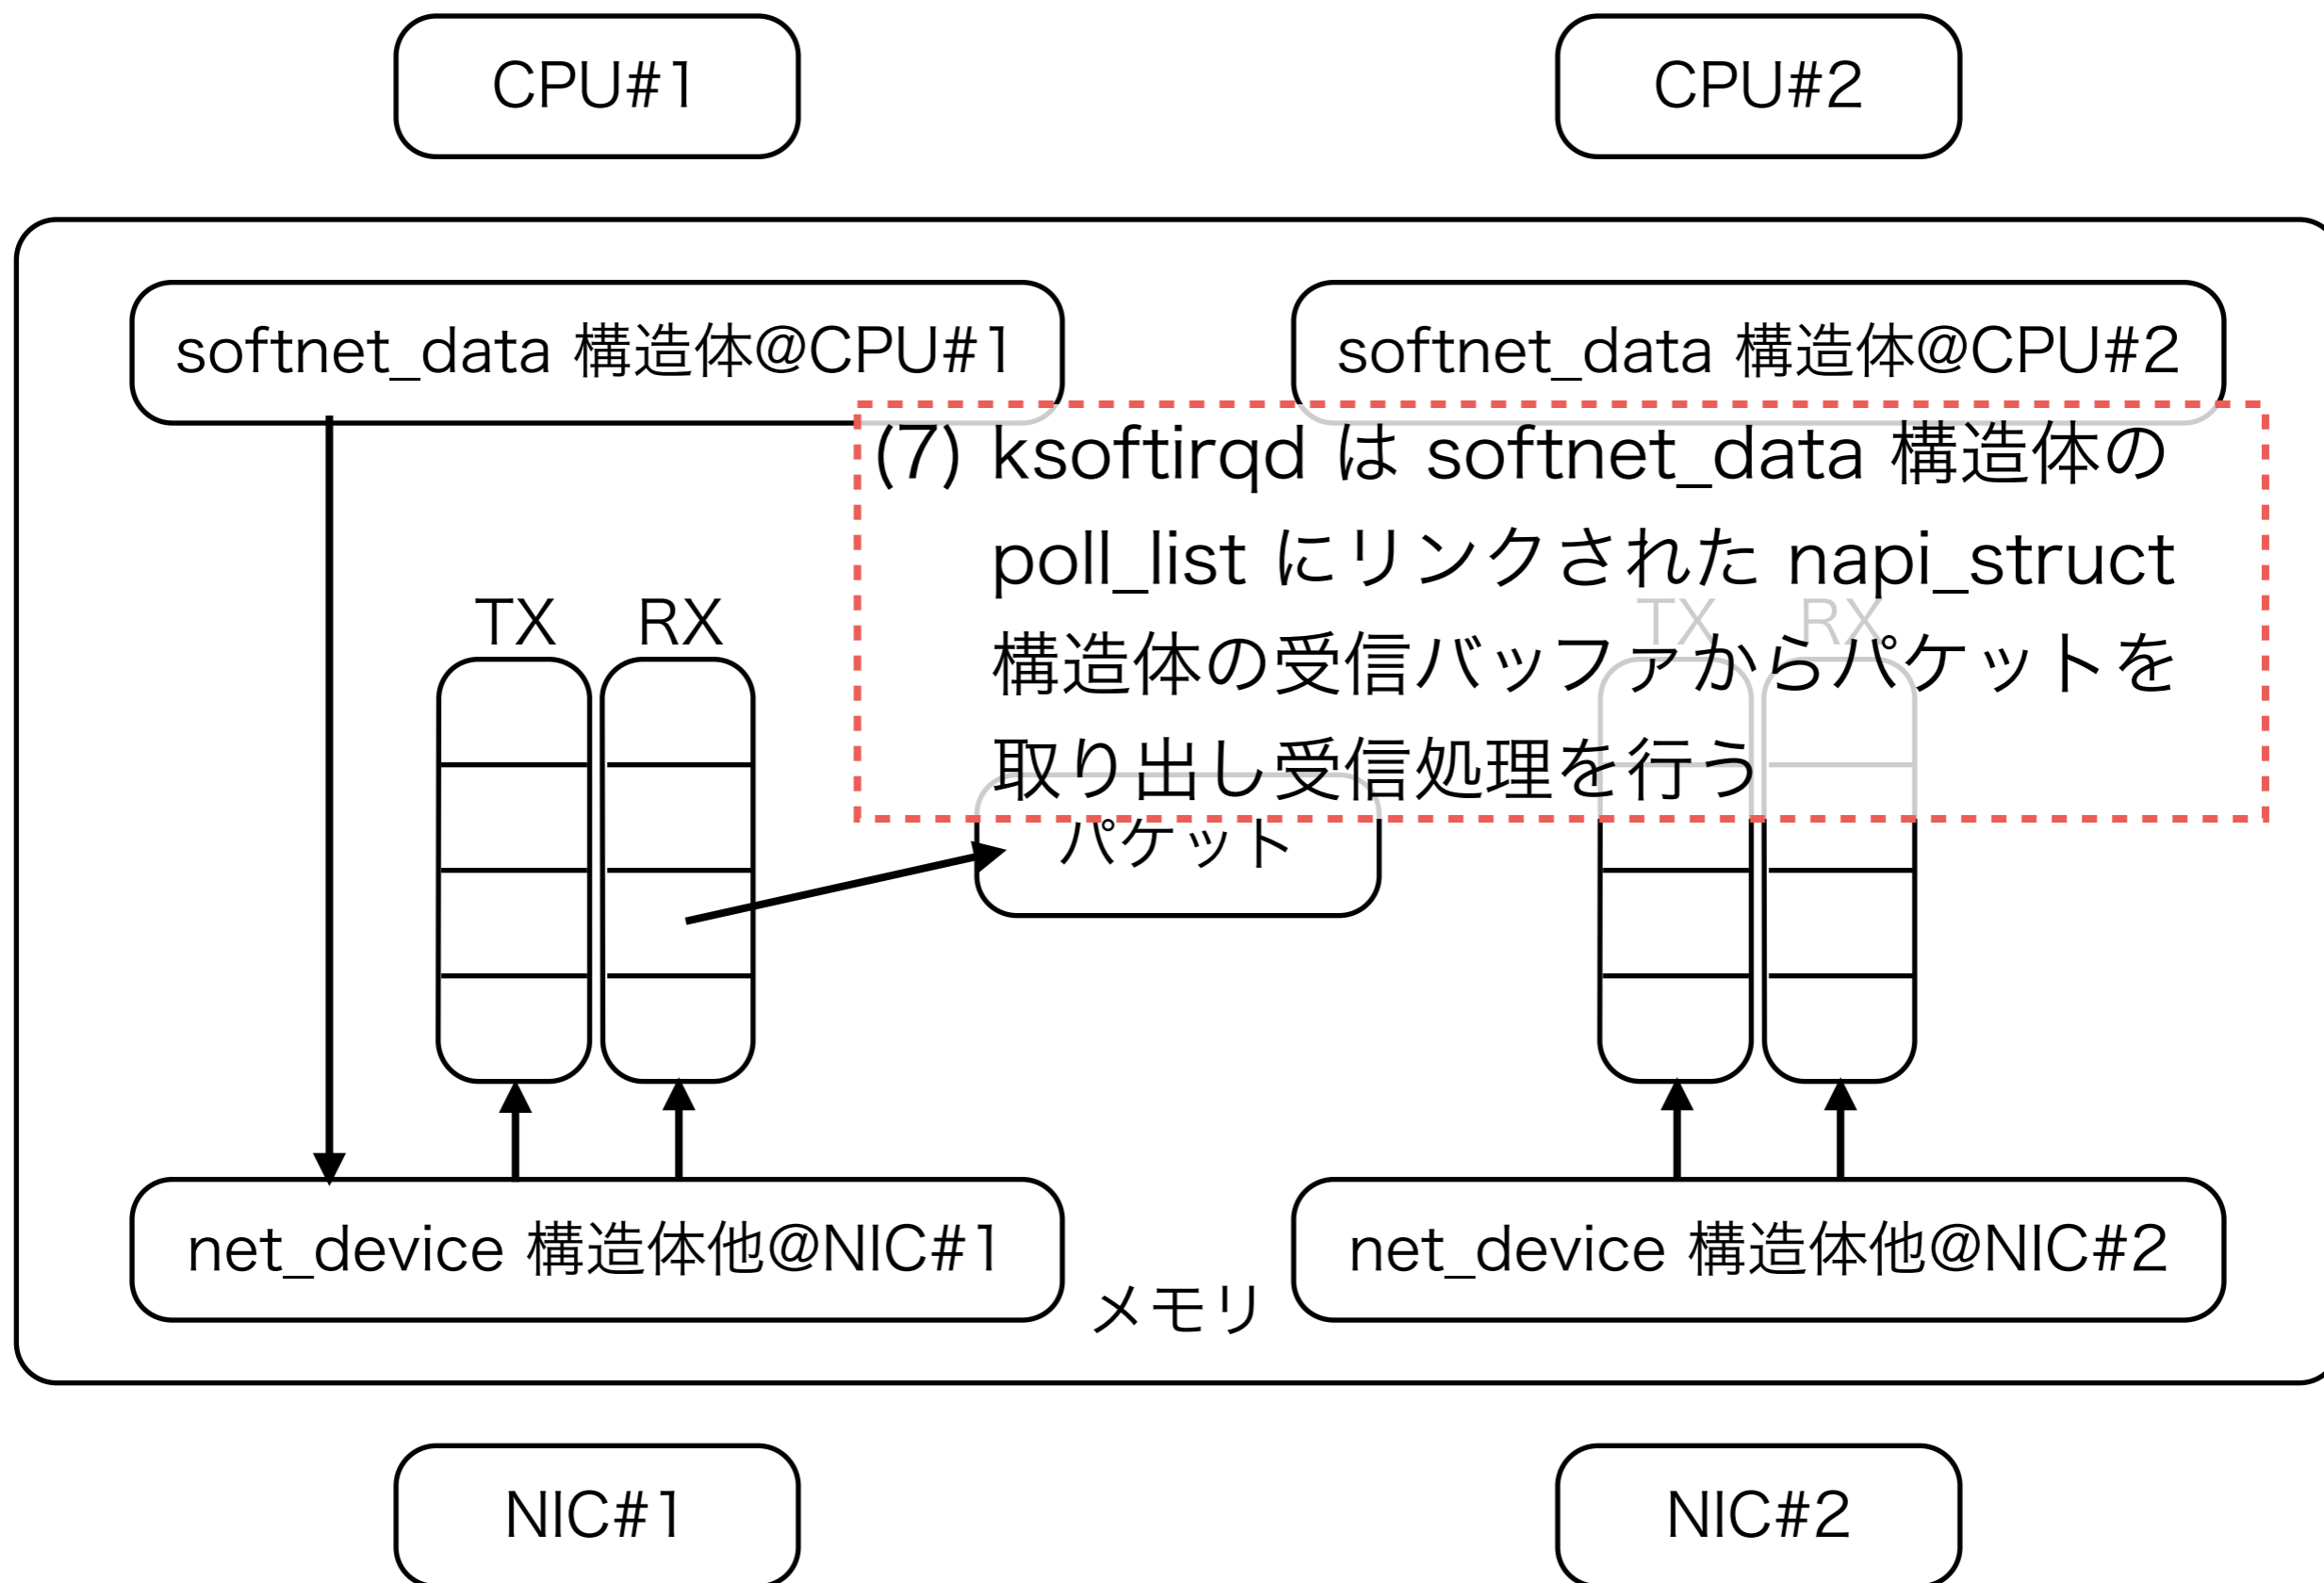 CPU#1
CPU#2
softnet_data 構造体@CPU#1
softnet_data 構造体@CPU#2
(7) ksoftirqd は softnet_data 構造体の
poll_list にリンクされた napi_struct
構造体の受信バッファからパケットを
取り出し受信処理を行う
TX
RX
TX
RX
パケット
net_device 構造体他@NIC#1
net_device 構造体他@NIC#2
メモリ
NIC#1
NIC#2